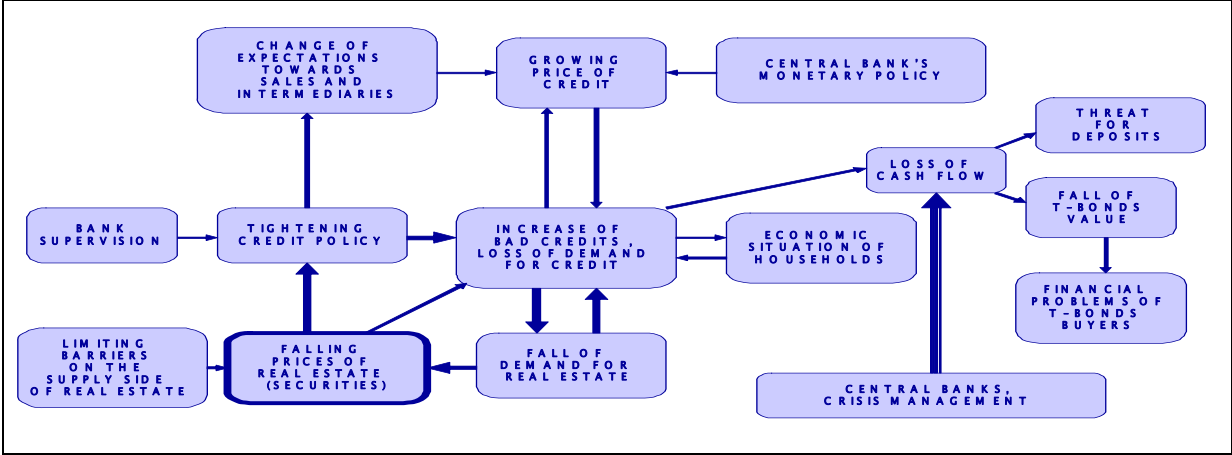 CHANGE OF
EXPECTATIONS
TOWARDS
SALES AND
INTERMEDIARIES
GROWING
PRICE OF
CREDIT
CENTRAL BANK'S
MONETARY POLICY
THREAT
FOR
DEPOSITS
LOSS OF
CASH FLOW
FALL OF
T-BONDS
VALUE
BANK
SUPERVISION
TIGHTENING
CREDIT POLICY
INCREASE OF
BAD CREDITS,
LOSS OF DEMAND
FOR CREDIT
ECONOMIC
SITUATION OF
HOUSEHOLDS
FINANCIAL
PROBLEMS OF
T-BONDS
BUYERS
LIMITING
BARRIERS
ON THE
SUPPLY SIDE
OF REAL ESTATE
FALLING
PRICES OF
REAL ESTATE
(SECURITIES)
FALL OF
DEMAND FOR
REAL ESTATE
CENTRAL BANKS,
CRISIS MANAGEMENT